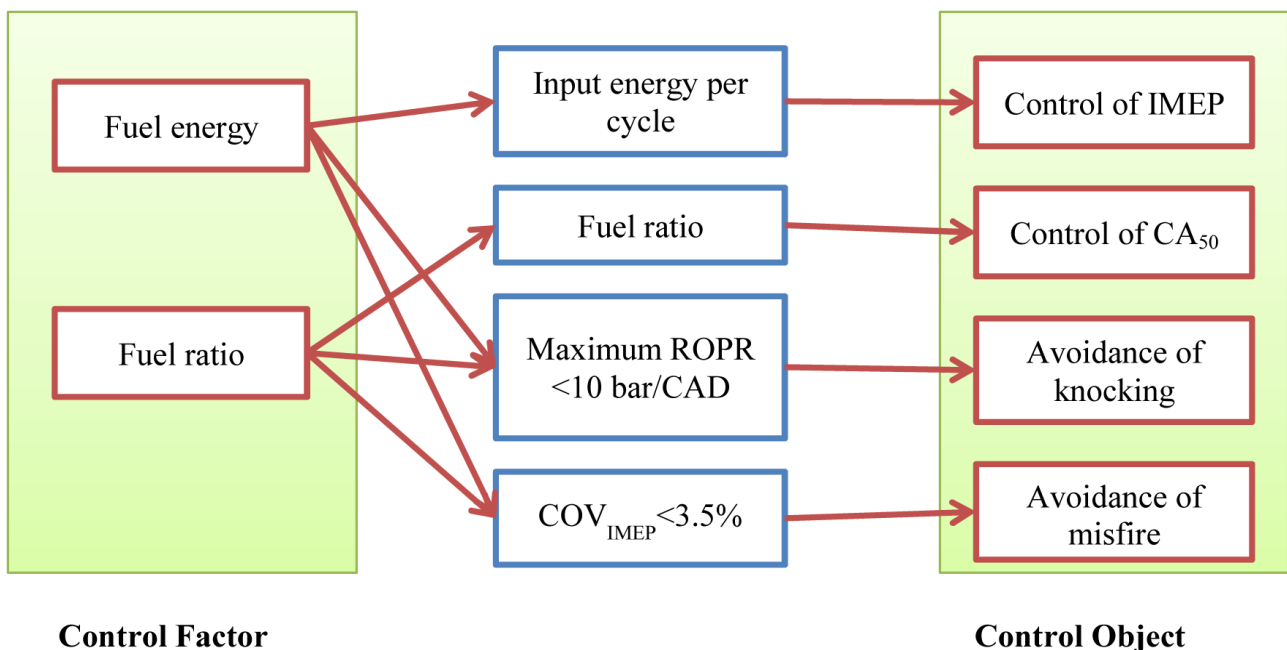 Fuel energy
Fuel ratio
Input energy per
cycle
Fuel ratio
Maximum ROPR
<10 bar/CAD
COV_IMEP<3.5%
Control of IMEP
Control of CA₅₀
Avoidance of
knocking
Avoidance of
misfire
Control Factor
Control Object